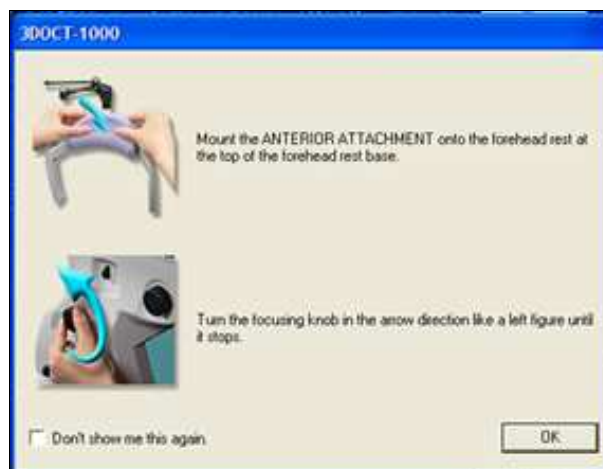 3DOCT-1000
Mount the ANTERIOR ATTACHMENT onto the forehead rest at
the top of the forehead rest base.
Turn the focusing knob in the arrow direction like a left figure until
it stops.
Don't show me this again.
OK